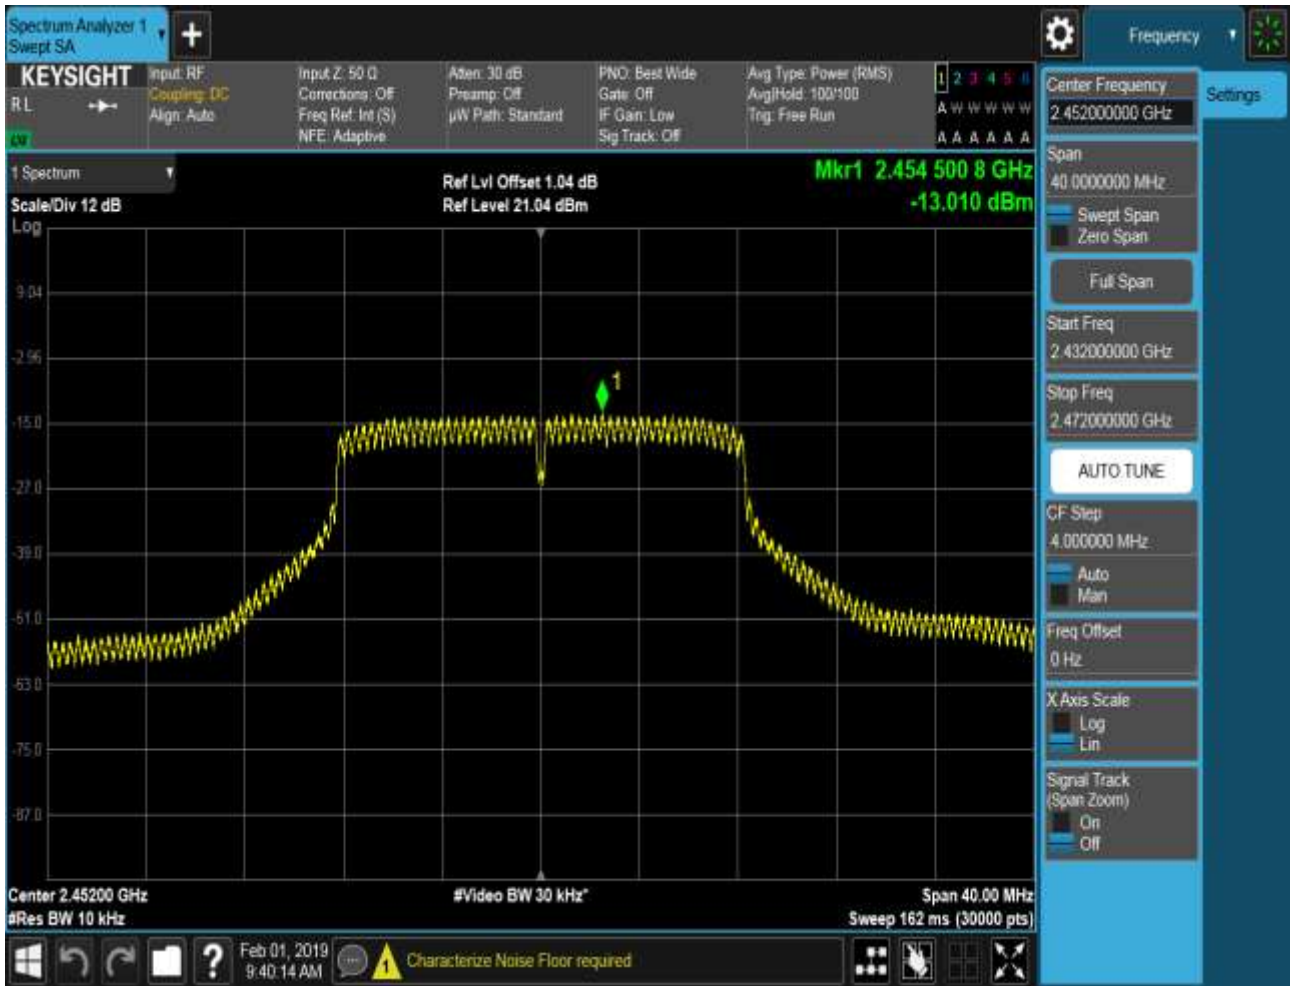 Spectrum Analyzer 1
Swept SA
+
Frequency
KEYSIGHT
R L
Input: RF
Coupling: DC
Align: Auto
Input Z: 50 Ω
Corrections: Off
Freq Ref: Int (S)
NFE: Adaptive
Atten: 30 dB
Preamp: Off
µW Path: Standard
PNO: Best Wide
Gate: Off
IF Gain: Low
Sig Track: Off
Avg Type: Power (RMS)
Avg|Hold: 100/100
Trig: Free Run
1 2 3 4 5 6
A W W W W W
A A A A A A
Center Frequency
2.452000000 GHz
Settings
Span
40.0000000 MHz
Swept Span
Zero Span
Full Span
Start Freq
2.432000000 GHz
Stop Freq
2.472000000 GHz
AUTO TUNE
CF Step
4.000000 MHz
Auto
Man
Freq Offset
0 Hz
X Axis Scale
Log
Lin
Signal Track
(Span Zoom)
On
Off
1 Spectrum
Scale/Div 12 dB
Log
Ref Lvl Offset 1.04 dB
Ref Level 21.04 dBm
Mkr1 2.454 500 8 GHz
-13.010 dBm
9.04
-2.96
1
-15.0
-27.0
-39.0
-51.0
-63.0
-75.0
-87.0
Center 2.45200 GHz
#Res BW 10 kHz
#Video BW 30 kHz*
Span 40.00 MHz
Sweep 162 ms (30000 pts)
?
Feb 01, 2019
9:40:14 AM
1
Characterize Noise Floor required